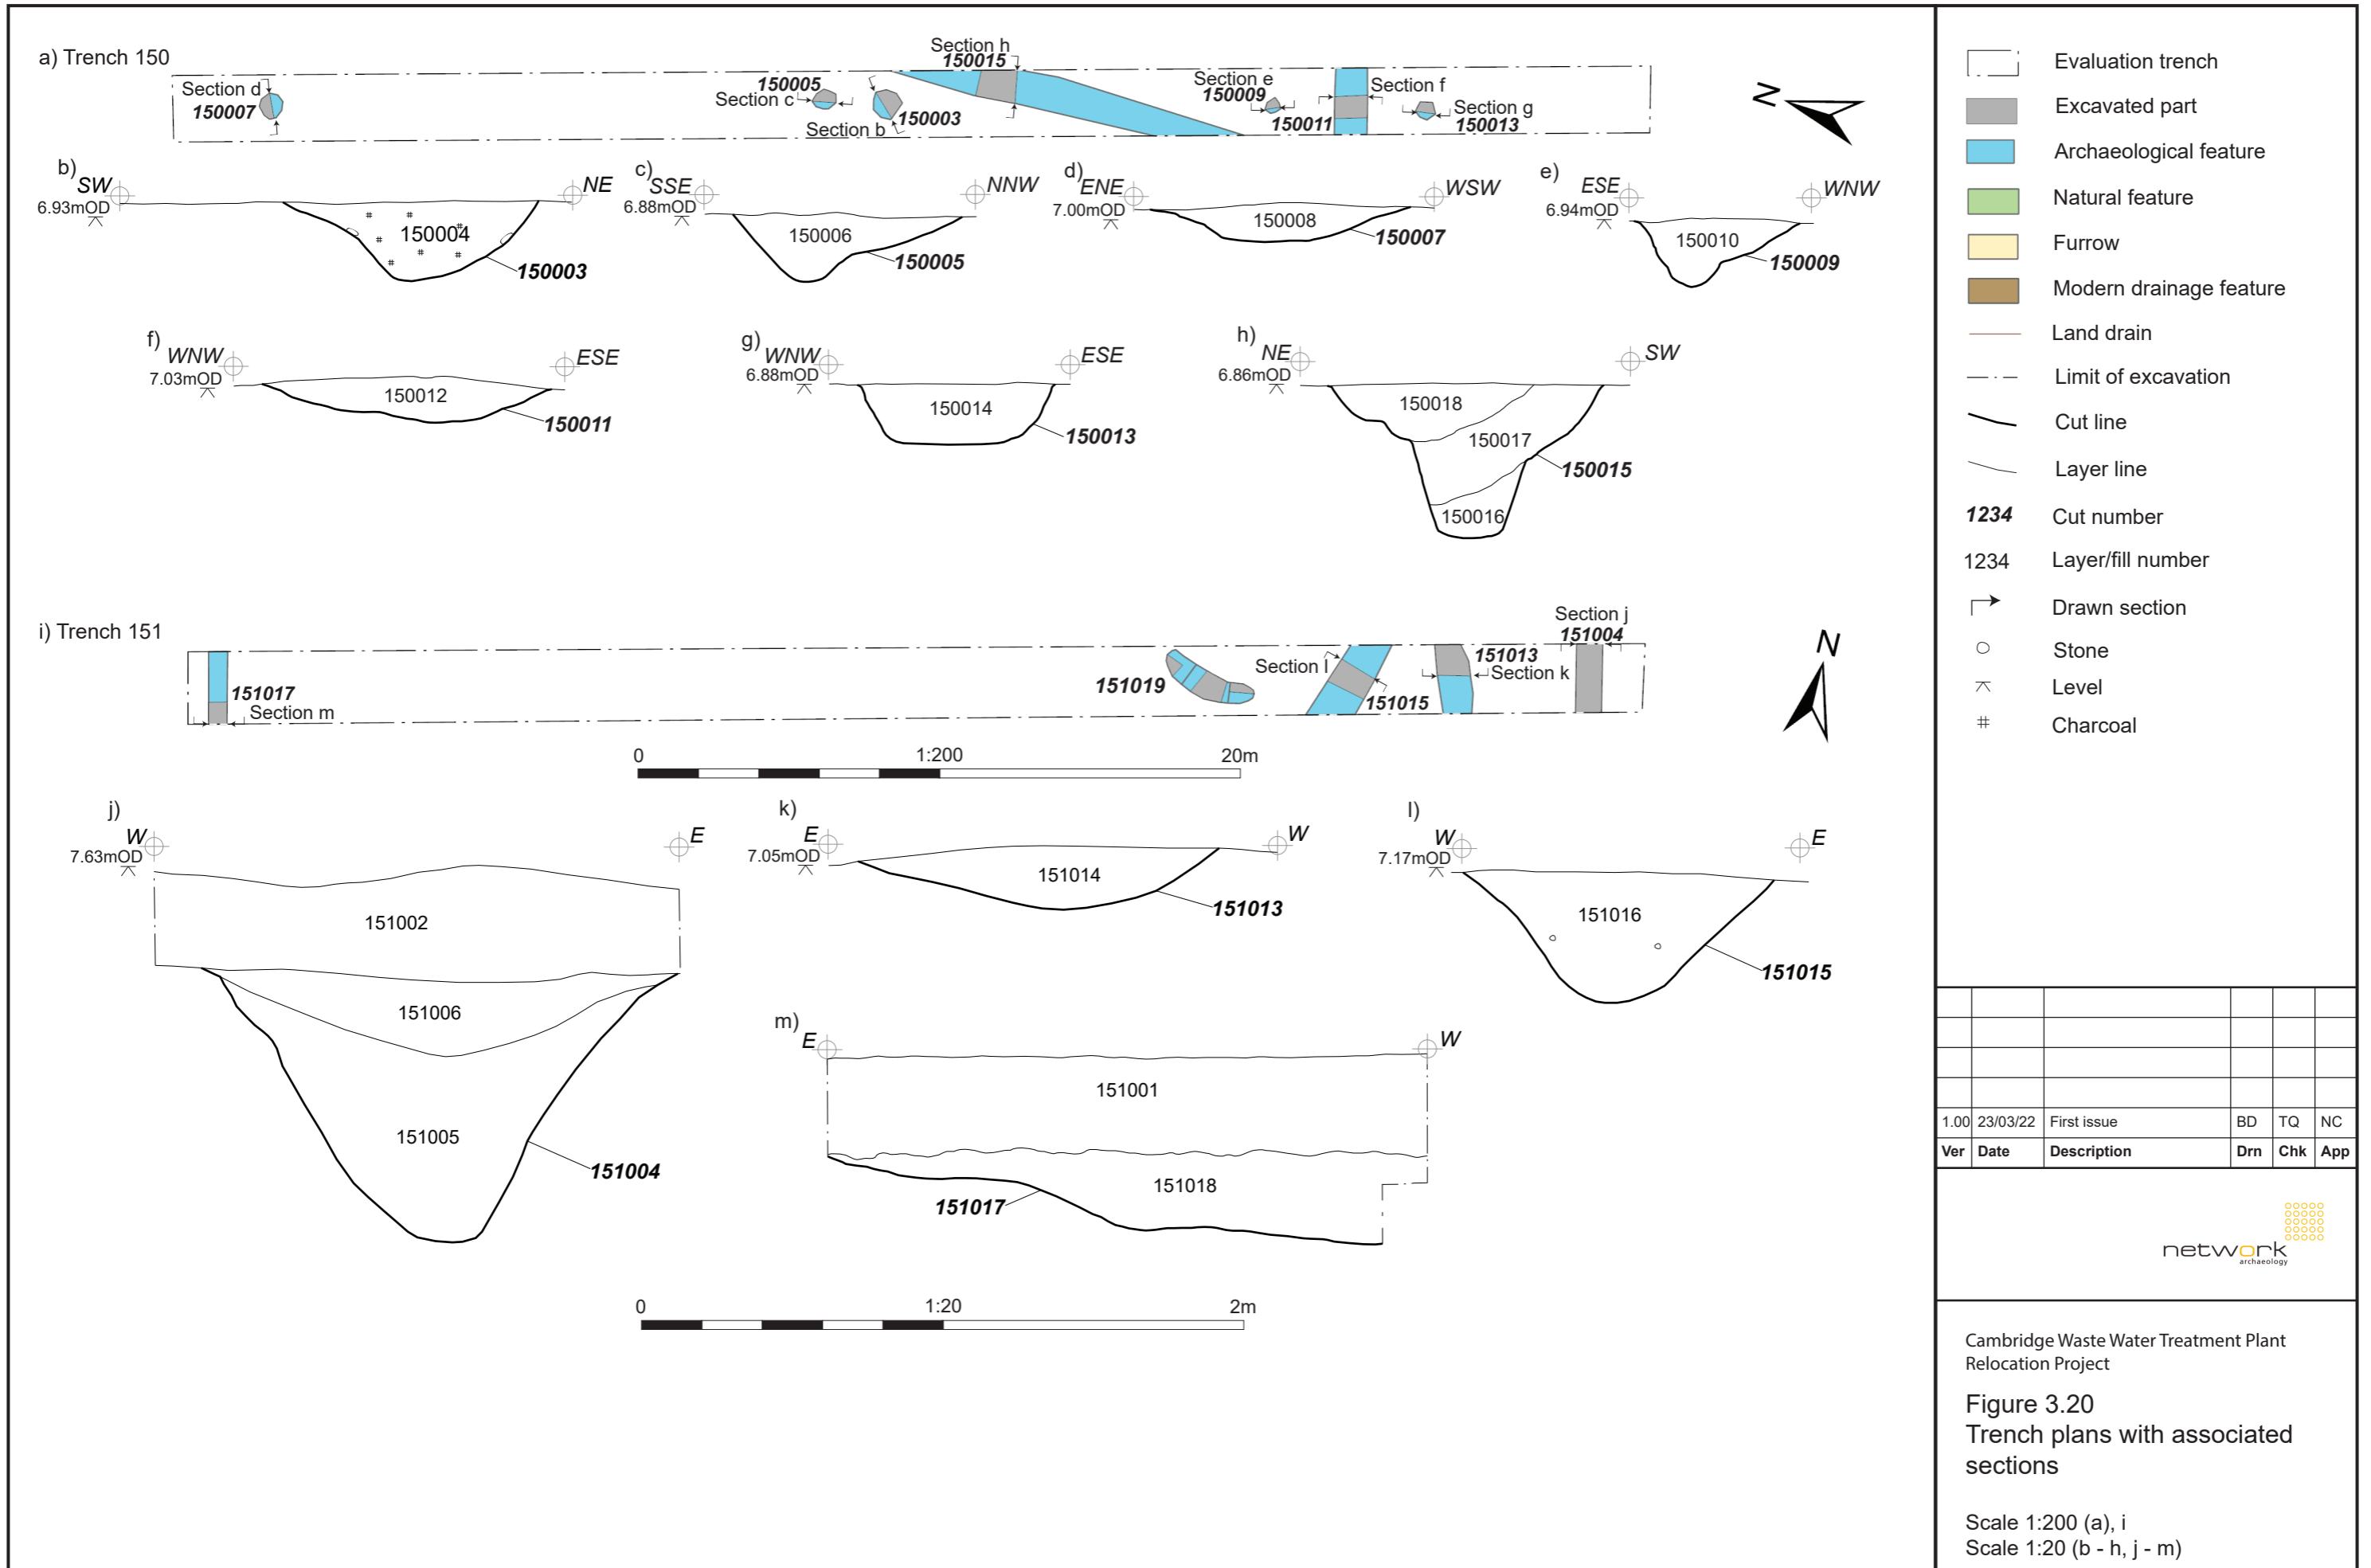 a) Trench 150
Section d
150007
150005
Section c
Section b
150003
Section h
150015
Section e
150009
150011
Section f
Section g
150013
N
b)
SW
NE
6.93mOD
150004
150003
c)
SSE
NNW
6.88mOD
150006
150005
d)
ENE
WSW
7.00mOD
150008
150007
e)
ESE
WNW
6.94mOD
150010
150009
f)
WNW
ESE
7.03mOD
150012
150011
g)
WNW
ESE
6.88mOD
150014
150013
h)
NE
SW
6.86mOD
150018
150017
150015
150016
i) Trench 151
151017
Section m
151019
Section l
151015
151013
Section k
Section j
151004
N
0 1:200 20m
j)
W
E
7.63mOD
151002
151006
151005
151004
k)
E
W
7.05mOD
151014
151013
l)
W
E
7.17mOD
151016
151015
m)
E
W
151001
151018
151017
0 1:20 2m
Evaluation trench
Excavated part
Archaeological feature
Natural feature
Furrow
Modern drainage feature
Land drain
Limit of excavation
Cut line
Layer line
1234 Cut number
1234 Layer/fill number
Drawn section
Stone
Level
Charcoal
1.00 23/03/22 First issue BD TQ NC
Ver Date Description Drn Chk App
network
archaeology
Cambridge Waste Water Treatment Plant
Relocation Project
Figure 3.20
Trench plans with associated
sections
Scale 1:200 (a), i
Scale 1:20 (b - h, j - m)